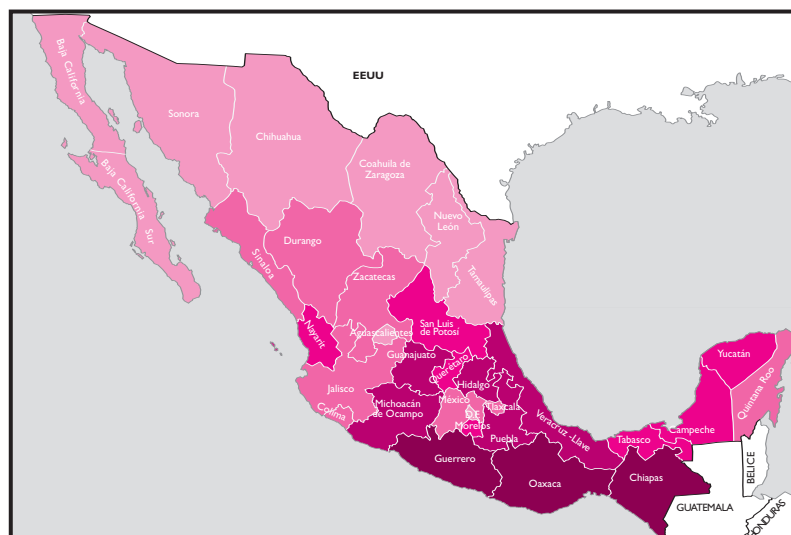 Baja California
EEUU
Sonora
Chihuahua
Coahuila de
Zaragoza
Baja California
Sur
Nuevo
León
Durango
Sinaloa
Zacatecas
Tamaulipas
Nayarit
San Luis
de Potosí
Aguascalientes
Guanajuato
Querétaro
Yucatán
Hidalgo
Quintana Roo
Jalisco
México
Michoacán
de Ocampo
Tlaxcala
Colima
D.F.
Morelos
Veracruz -Llave
Campeche
Puebla
Tabasco
Guerrero
Oaxaca
Chiapas
BELICE
GUATEMALA
HONDURAS